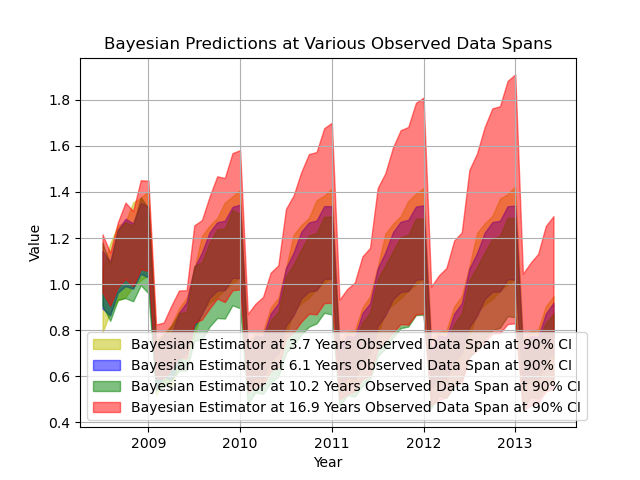 Bayesian Predictions at Various Observed Data Spans
1.8
1.6
1.4
1.2
1.0
0.8
0.6
0.4
Value
Bayesian Estimator at 3.7 Years Observed Data Span at 90% CI
Bayesian Estimator at 6.1 Years Observed Data Span at 90% CI
Bayesian Estimator at 10.2 Years Observed Data Span at 90% CI
Bayesian Estimator at 16.9 Years Observed Data Span at 90% CI
2009 2010 2011 2012 2013
Year